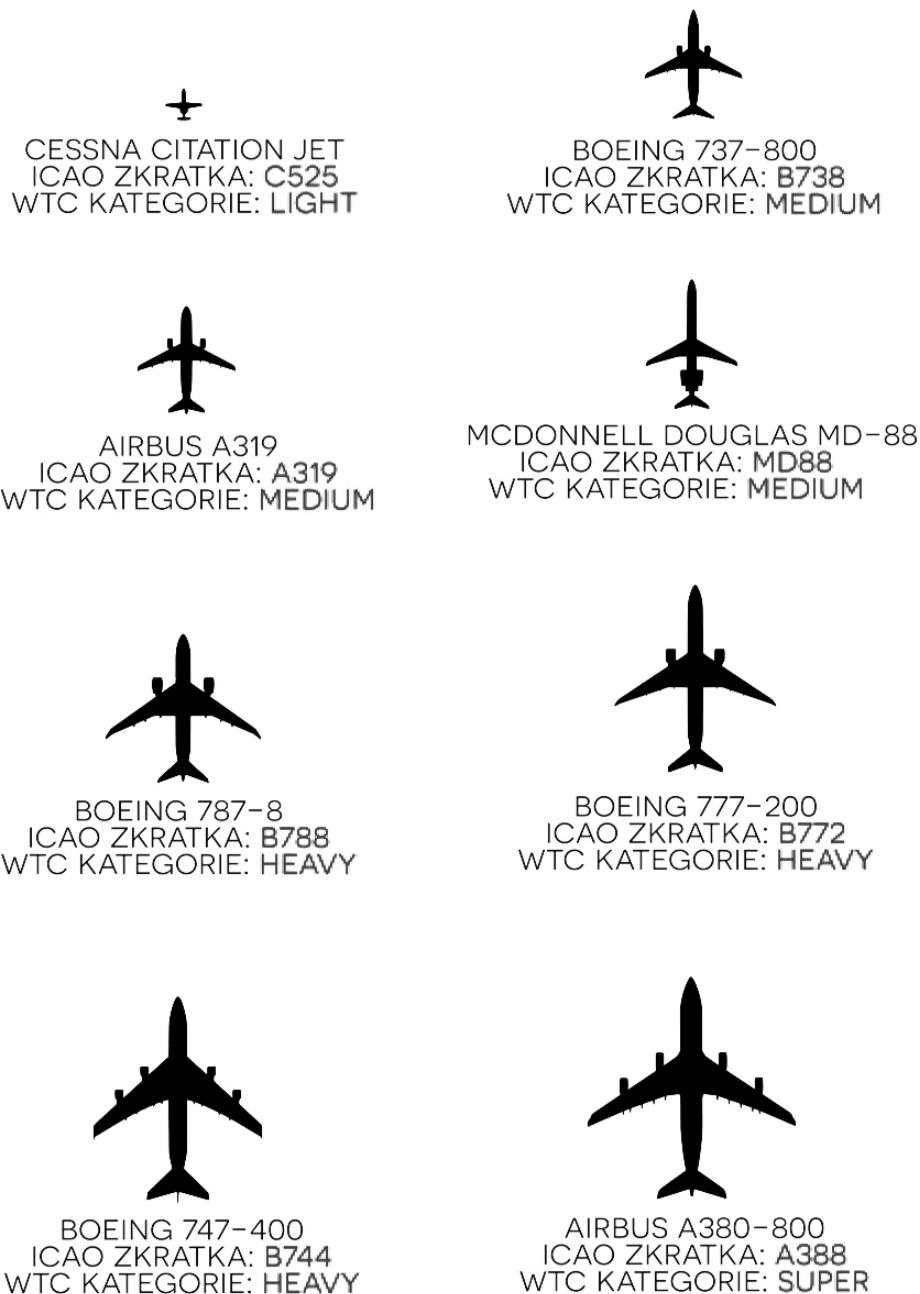 CESSNA CITATION JET
ICAO ZKRATKA: C525
WTC KATEGORIE: LIGHT
BOEING 737-800
ICAO ZKRATKA: B738
WTC KATEGORIE: MEDIUM
AIRBUS A319
ICAO ZKRATKA: A319
WTC KATEGORIE: MEDIUM
MCDONNELL DOUGLAS MD-88
ICAO ZKRATKA: MD88
WTC KATEGORIE: MEDIUM
BOEING 787-8
ICAO ZKRATKA: B788
WTC KATEGORIE: HEAVY
BOEING 777-200
ICAO ZKRATKA: B772
WTC KATEGORIE: HEAVY
BOEING 747-400
ICAO ZKRATKA: B744
WTC KATEGORIE: HEAVY
AIRBUS A380-800
ICAO ZKRATKA: A388
WTC KATEGORIE: SUPER